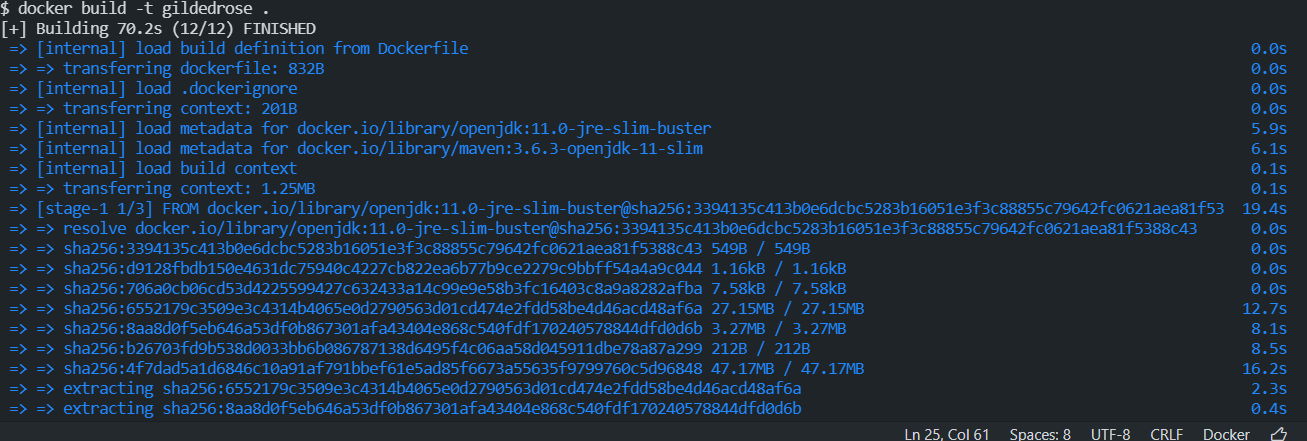 $ docker build -t gildedrose .
[+] Building 70.2s (12/12) FINISHED
=> [internal] load build definition from Dockerfile 0.0s
=> => transferring dockerfile: 832B 0.0s
=> [internal] load .dockerignore 0.0s
=> => transferring context: 201B 0.0s
=> [internal] load metadata for docker.io/library/openjdk:11.0-jre-slim-buster 5.9s
=> [internal] load metadata for docker.io/library/maven:3.6.3-openjdk-11-slim 6.1s
=> [internal] load build context 0.1s
=> => transferring context: 1.25MB 0.1s
=> [stage-1 1/3] FROM docker.io/library/openjdk:11.0-jre-slim-buster@sha256:3394135c413b0e6dcbc5283b16051e3f3c88855c79642fc0621aea81f53 19.4s
=> => resolve docker.io/library/openjdk:11.0-jre-slim-buster@sha256:3394135c413b0e6dcbc5283b16051e3f3c88855c79642fc0621aea81f5388c43 0.0s
=> => sha256:3394135c413b0e6dcbc5283b16051e3f3c88855c79642fc0621aea81f5388c43 549B / 549B 0.0s
=> => sha256:d9128fbdb150e4631dc75940c4227cb822ea6b77b9ce2279c9bbff54a4a9c044 1.16kB / 1.16kB 0.0s
=> => sha256:706a0cb06cd53d4225599427c632433a14c99e9e58b3fc16403c8a9a8282afba 7.58kB / 7.58kB 0.0s
=> => sha256:6552179c3509e3c4314b4065e0d2790563d01cd474e2fdd58be4d46acd48af6a 27.15MB / 27.15MB 12.7s
=> => sha256:8aa8d0f5eb646a53df0b867301afa43404e868c540fdf170240578844dfd0d6b 3.27MB / 3.27MB 8.1s
=> => sha256:b26703fd9b538d0033bb6b086787138d6495f4c06aa58d045911dbe78a87a299 212B / 212B 8.5s
=> => sha256:4f7dad5a1d6846c10a91af791bbef61e5ad85f6673a55635f9799760c5d96848 47.17MB / 47.17MB 16.2s
=> => extracting sha256:6552179c3509e3c4314b4065e0d2790563d01cd474e2fdd58be4d46acd48af6a 2.3s
=> => extracting sha256:8aa8d0f5eb646a53df0b867301afa43404e868c540fdf170240578844dfd0d6b 0.4s
Ln 25, Col 61 Spaces: 8 UTF-8 CRLF Docker